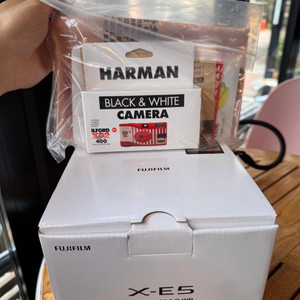 HARMAN
BLACK & WHITE
CAMERA
ILFORD
XP2
400
FUJIFILM
FUJIFILM
X-E5